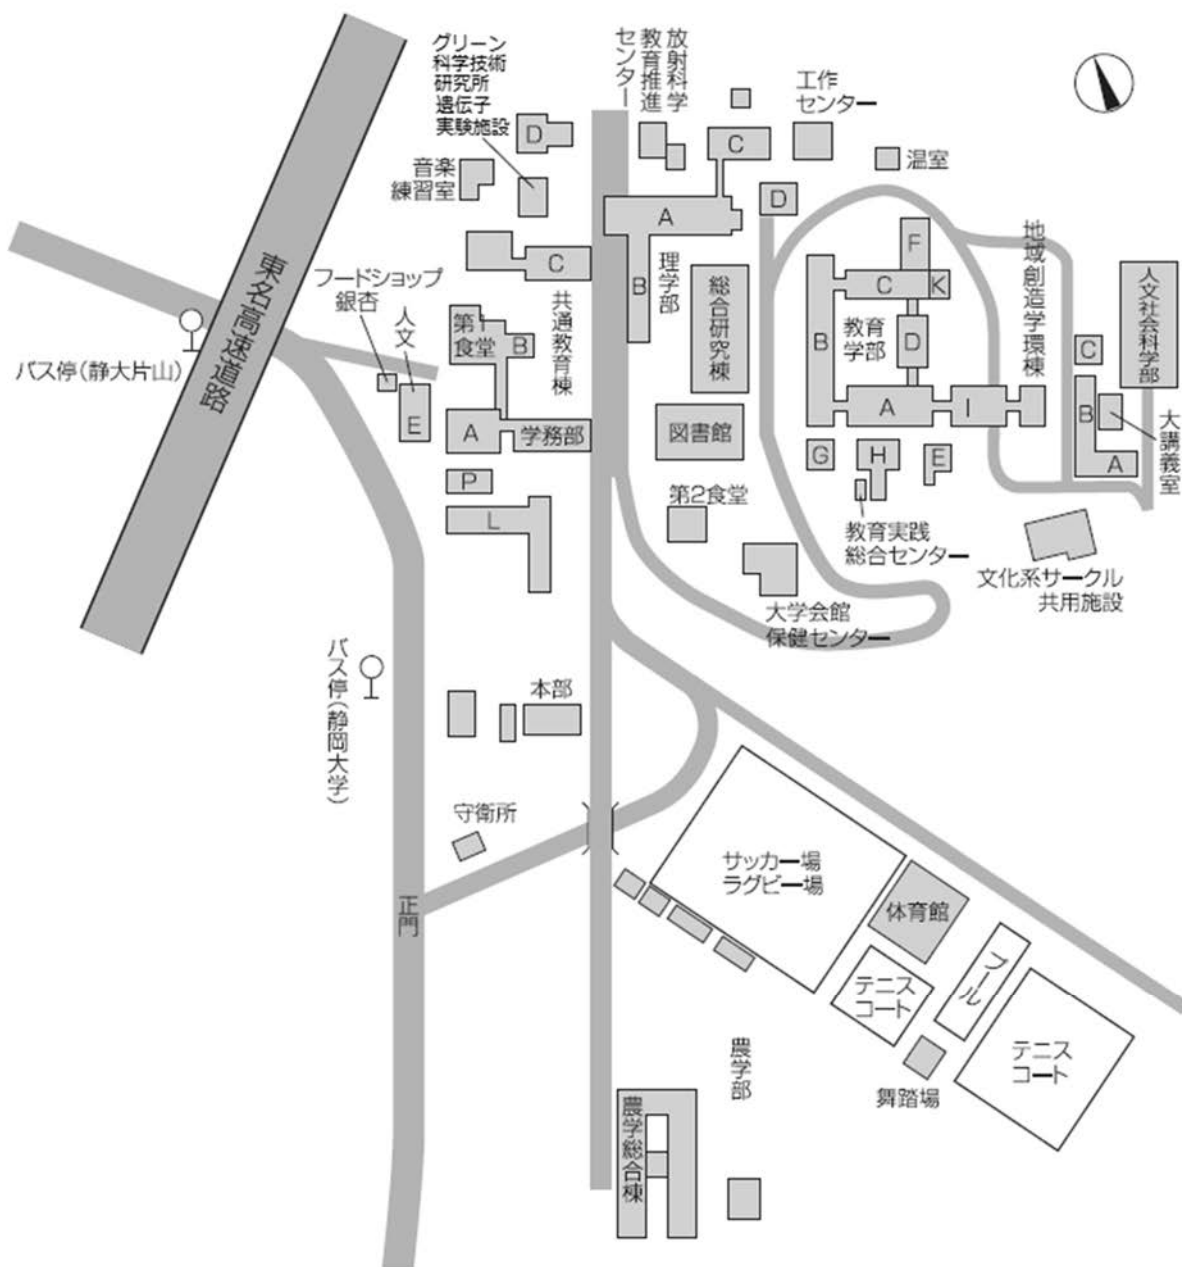 グリーン
科学技術
研究所
遺伝子
実験施設
放射科学
教育推進
センター
工作
センター
D
C
温室
音楽
練習室
A
D
B
理学部
F
C
K
地域創造学環棟
人文社会科学部
東名高速道路
フードショップ
銀杏
人文
C
共通教育棟
第1
食堂
B
総合研究棟
B
教育
学部
D
C
バス停(静大片山)
E
A
学務部
図書館
A
I
B
A
大講義室
P
L
第2食堂
G
H
E
教育実践
総合センター
文化系サークル
共用施設
大学会館
保健センター
バス停(静岡大学)
本部
守衛所
正門
サッカー場
ラグビー場
体育館
テニス
コート
プール
テニス
コート
舞踏場
農学部
農学総合棟